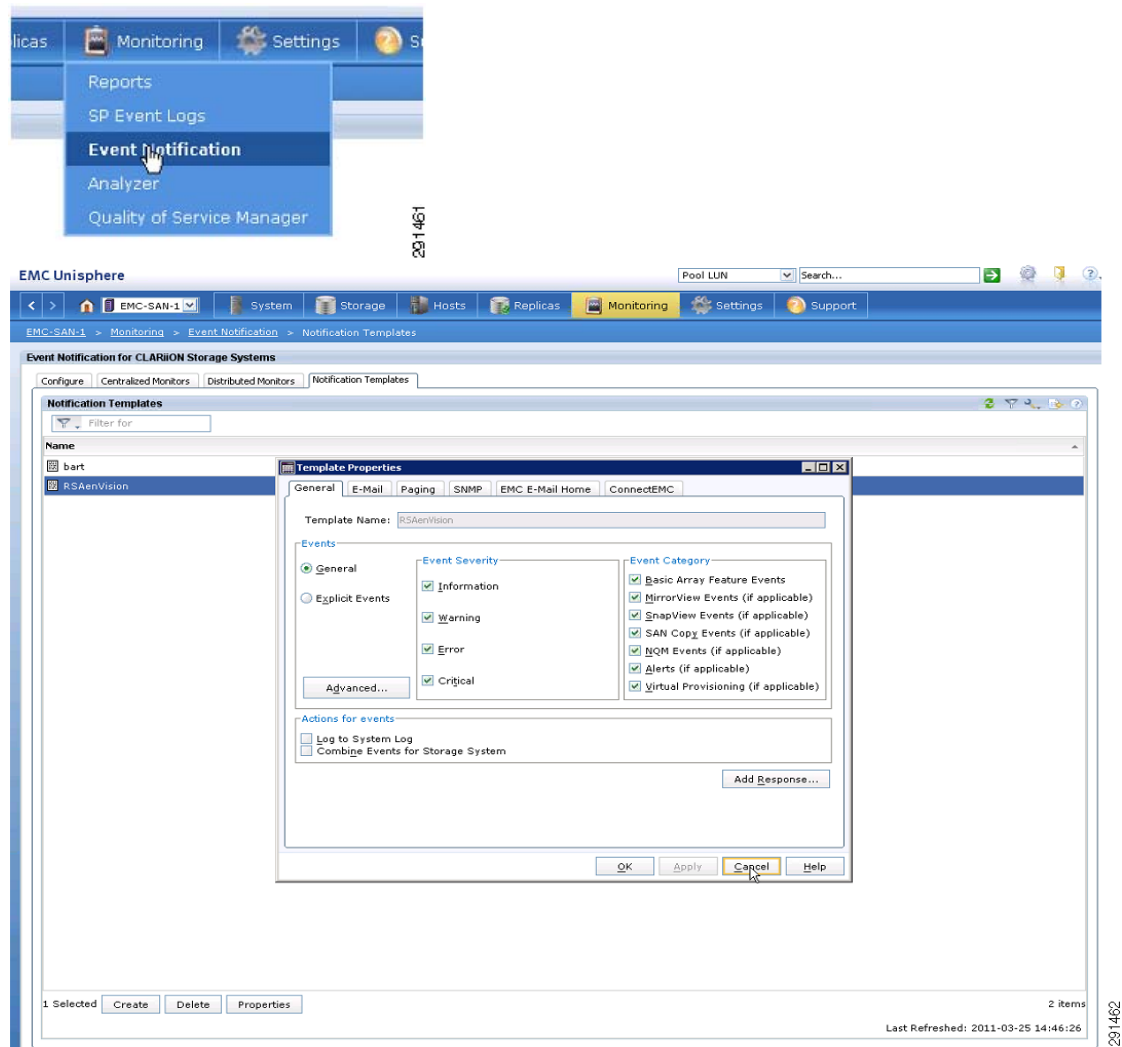 licas Monitoring Settings S
Reports
SP Event Logs
Event Notification
Analyzer
Quality of Service Manager
291461
EMC Unisphere Pool LUN Search...
EMC-SAN-1 System Storage Hosts Replicas Monitoring Settings Support
EMC-SAN-1 > Monitoring > Event Notification > Notification Templates
Event Notification for CLARiiON Storage Systems
Configure Centralized Monitors Distributed Monitors Notification Templates
Notification Templates
Filter for
Name
bart
RSAenVision
Template Properties
General E-Mail Paging SNMP EMC E-Mail Home ConnectEMC
Template Name: RSAenVision
Events
General
Explicit Events
Advanced...
Event Severity
Information
Warning
Error
Critical
Event Category
Basic Array Feature Events
MirrorView Events (if applicable)
SnapView Events (if applicable)
SAN Copy Events (if applicable)
NQM Events (if applicable)
Alerts (if applicable)
Virtual Provisioning (if applicable)
Actions for events
Log to System Log
Combine Events for Storage System
Add Response...
OK Apply Cancel Help
1 Selected Create Delete Properties 2 items
Last Refreshed: 2011-03-25 14:46:26
291462